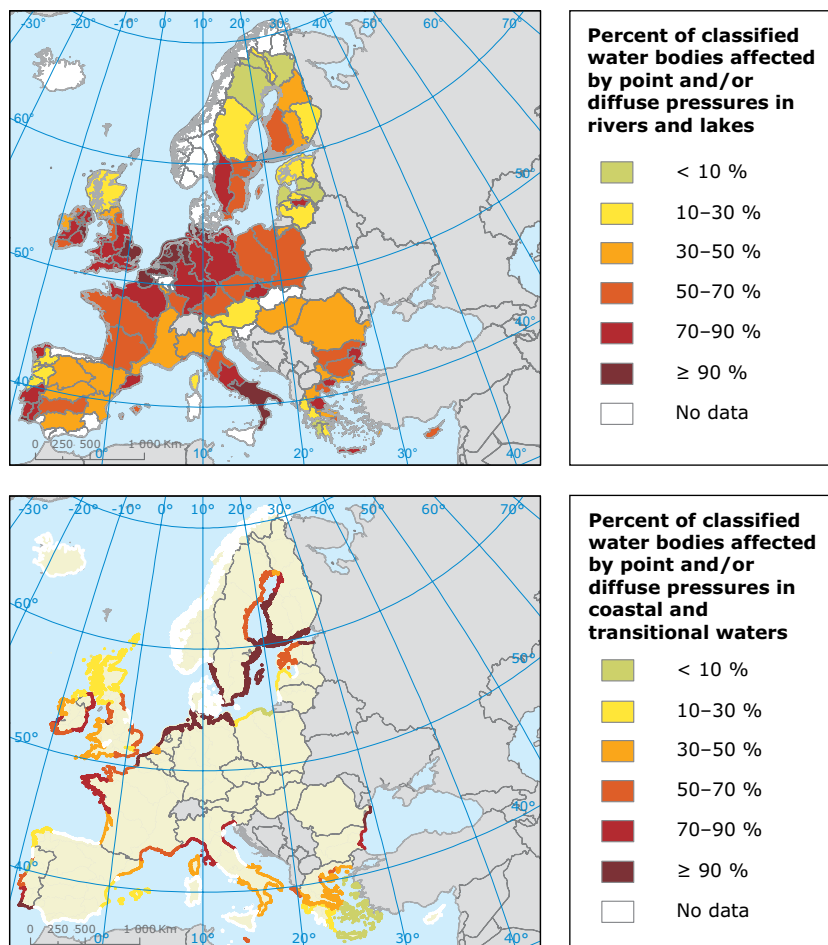 -30° -20° -10° 0° 10° 20° 30° 40° 50° 60° 70°
60°
50°
40°
60°
50°
40°
0 250 500 1 000 Km
0° 10° 20° 30° 40°
Percent of classified
water bodies affected
by point and/or
diffuse pressures in
rivers and lakes
< 10 %
10–30 %
30–50 %
50–70 %
70–90 %
≥ 90 %
No data
-30° -20° -10° 0° 10° 20° 30° 40° 50° 60° 70°
60°
50°
40°
60°
50°
40°
0 250 500 1 000 Km
0° 10° 20° 30° 40°
Percent of classified
water bodies affected
by point and/or
diffuse pressures in
coastal and
transitional waters
< 10 %
10–30 %
30–50 %
50–70 %
70–90 %
≥ 90 %
No data